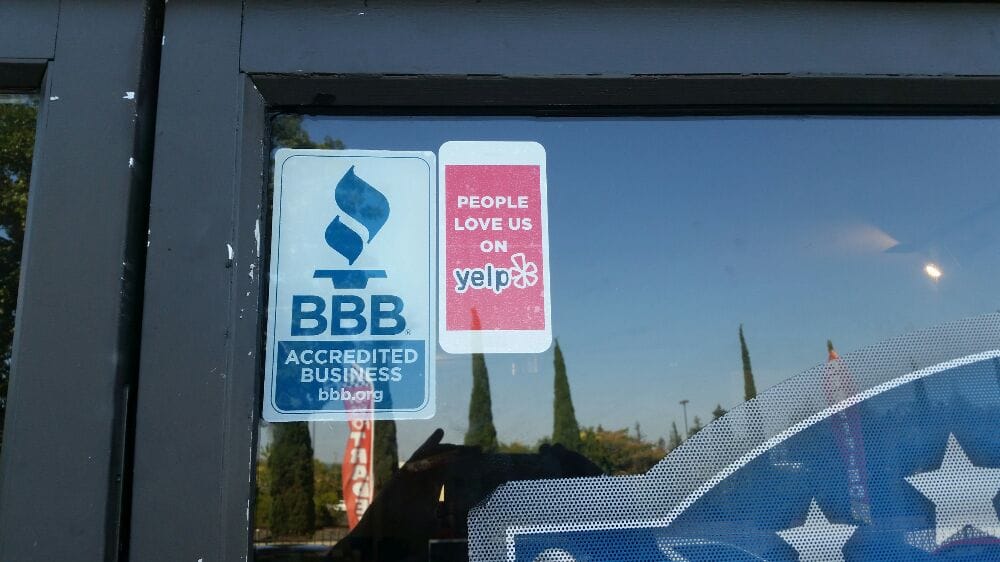 BBB®
ACCREDITED
BUSINESS
bbb.org
PEOPLE
LOVE US
ON
yelp